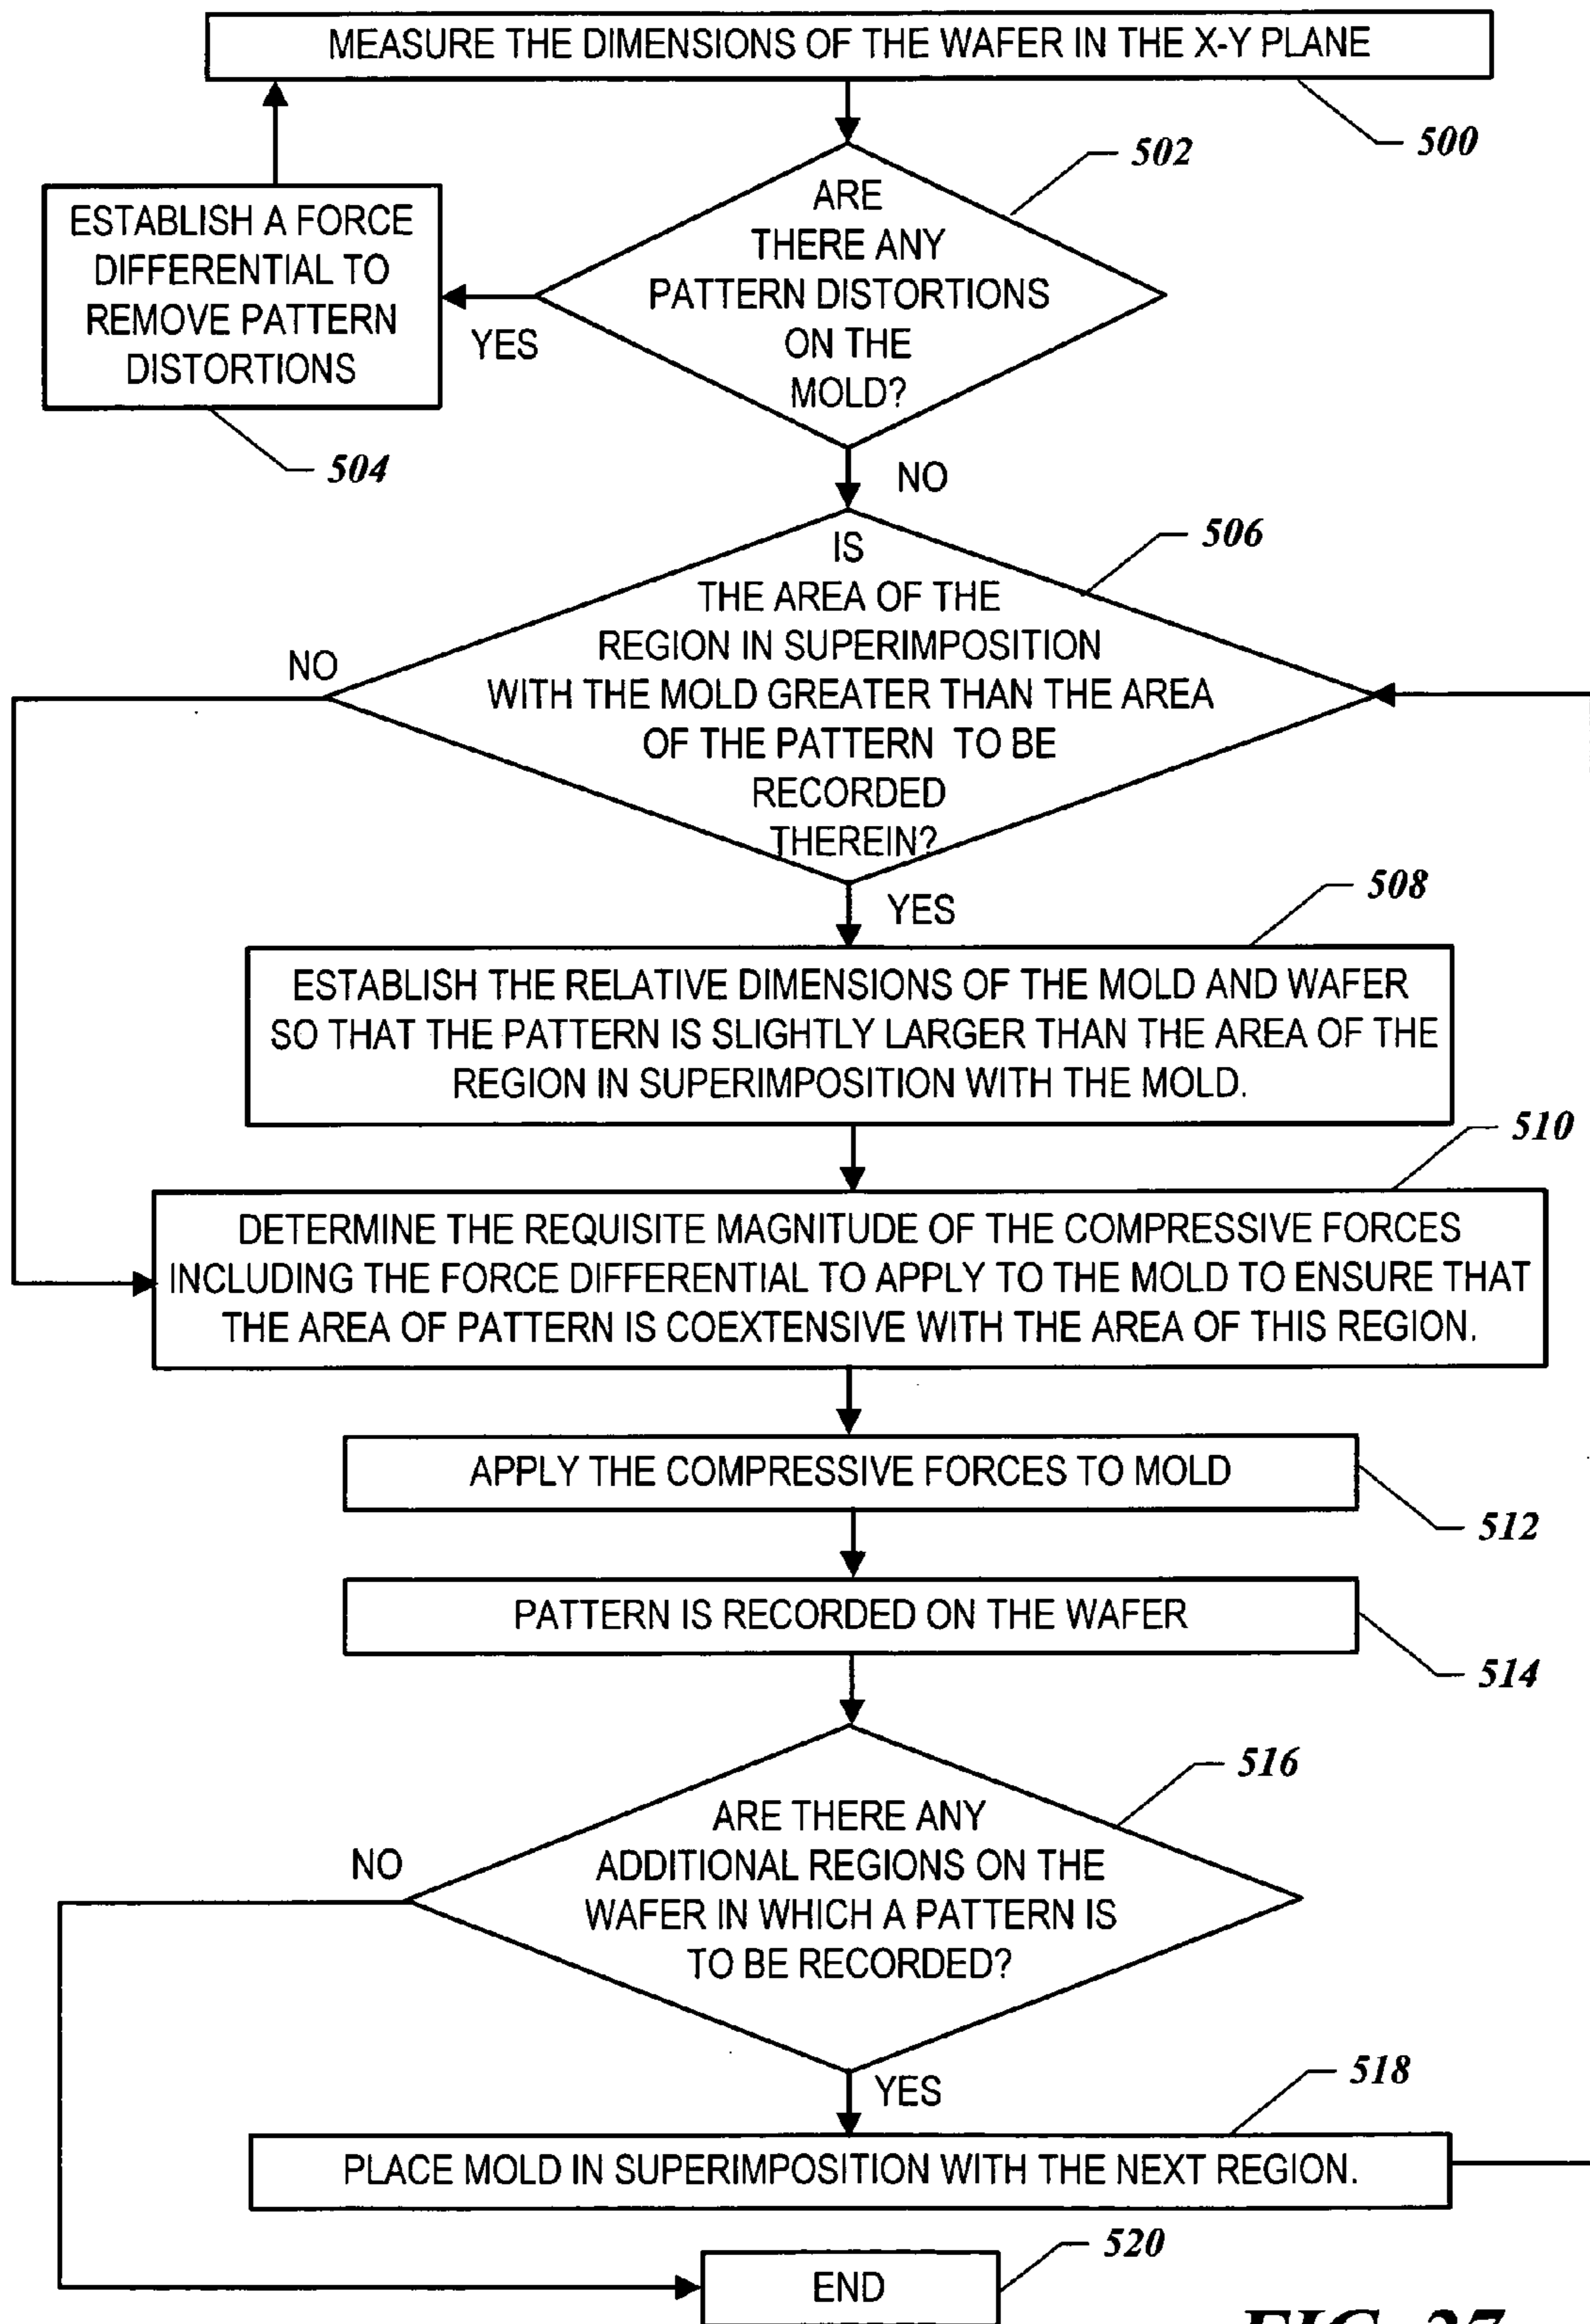 MEASURE THE DIMENSIONS OF THE WAFER IN THE X-Y PLANE
500
502
ARE
THERE ANY
PATTERN DISTORTIONS
ON THE
MOLD?
ESTABLISH A FORCE
DIFFERENTIAL TO
REMOVE PATTERN
DISTORTIONS
YES
504
NO
506
IS
THE AREA OF THE
REGION IN SUPERIMPOSITION
WITH THE MOLD GREATER THAN THE AREA
OF THE PATTERN TO BE
RECORDED
THEREIN?
NO
YES
508
ESTABLISH THE RELATIVE DIMENSIONS OF THE MOLD AND WAFER
SO THAT THE PATTERN IS SLIGHTLY LARGER THAN THE AREA OF THE
REGION IN SUPERIMPOSITION WITH THE MOLD.
510
DETERMINE THE REQUISITE MAGNITUDE OF THE COMPRESSIVE FORCES
INCLUDING THE FORCE DIFFERENTIAL TO APPLY TO THE MOLD TO ENSURE THAT
THE AREA OF PATTERN IS COEXTENSIVE WITH THE AREA OF THIS REGION.
APPLY THE COMPRESSIVE FORCES TO MOLD
512
PATTERN IS RECORDED ON THE WAFER
514
516
ARE THERE ANY
ADDITIONAL REGIONS ON THE
WAFER IN WHICH A PATTERN IS
TO BE RECORDED?
NO
YES
518
PLACE MOLD IN SUPERIMPOSITION WITH THE NEXT REGION.
520
END
FIG. 27